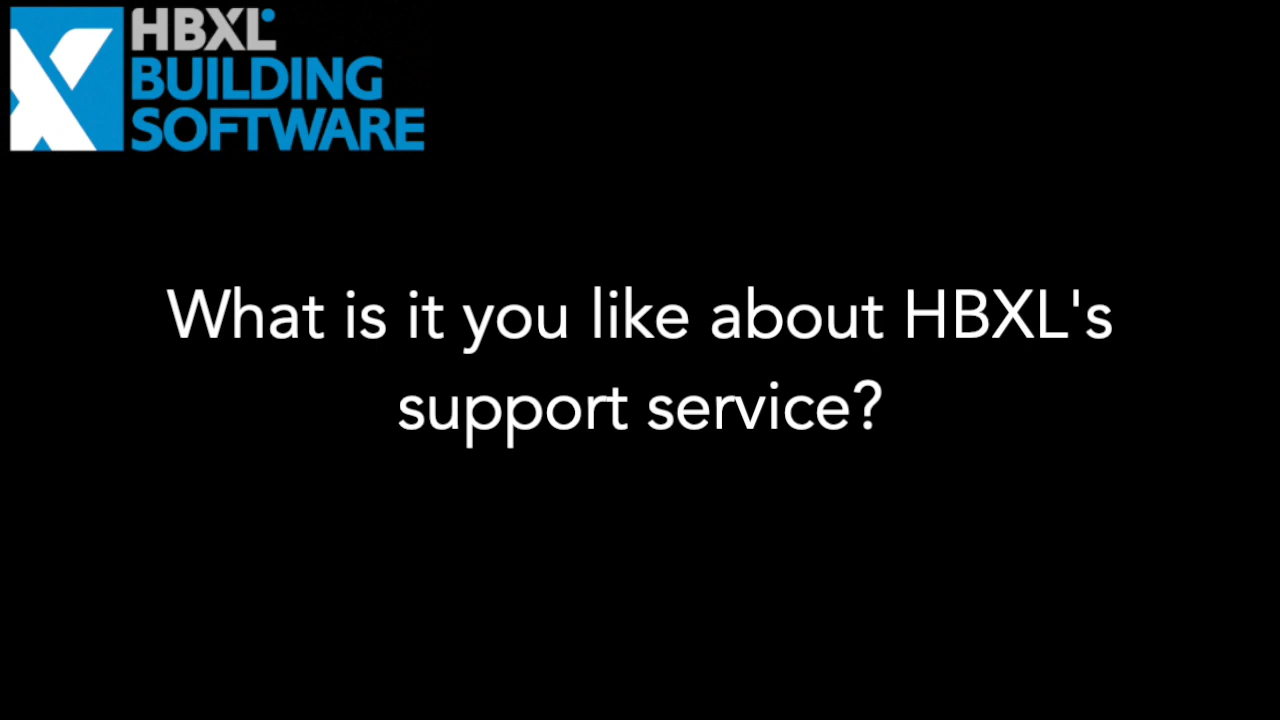 HBXL
BUILDING
SOFTWARE
What is it you like about HBXL's
support service?